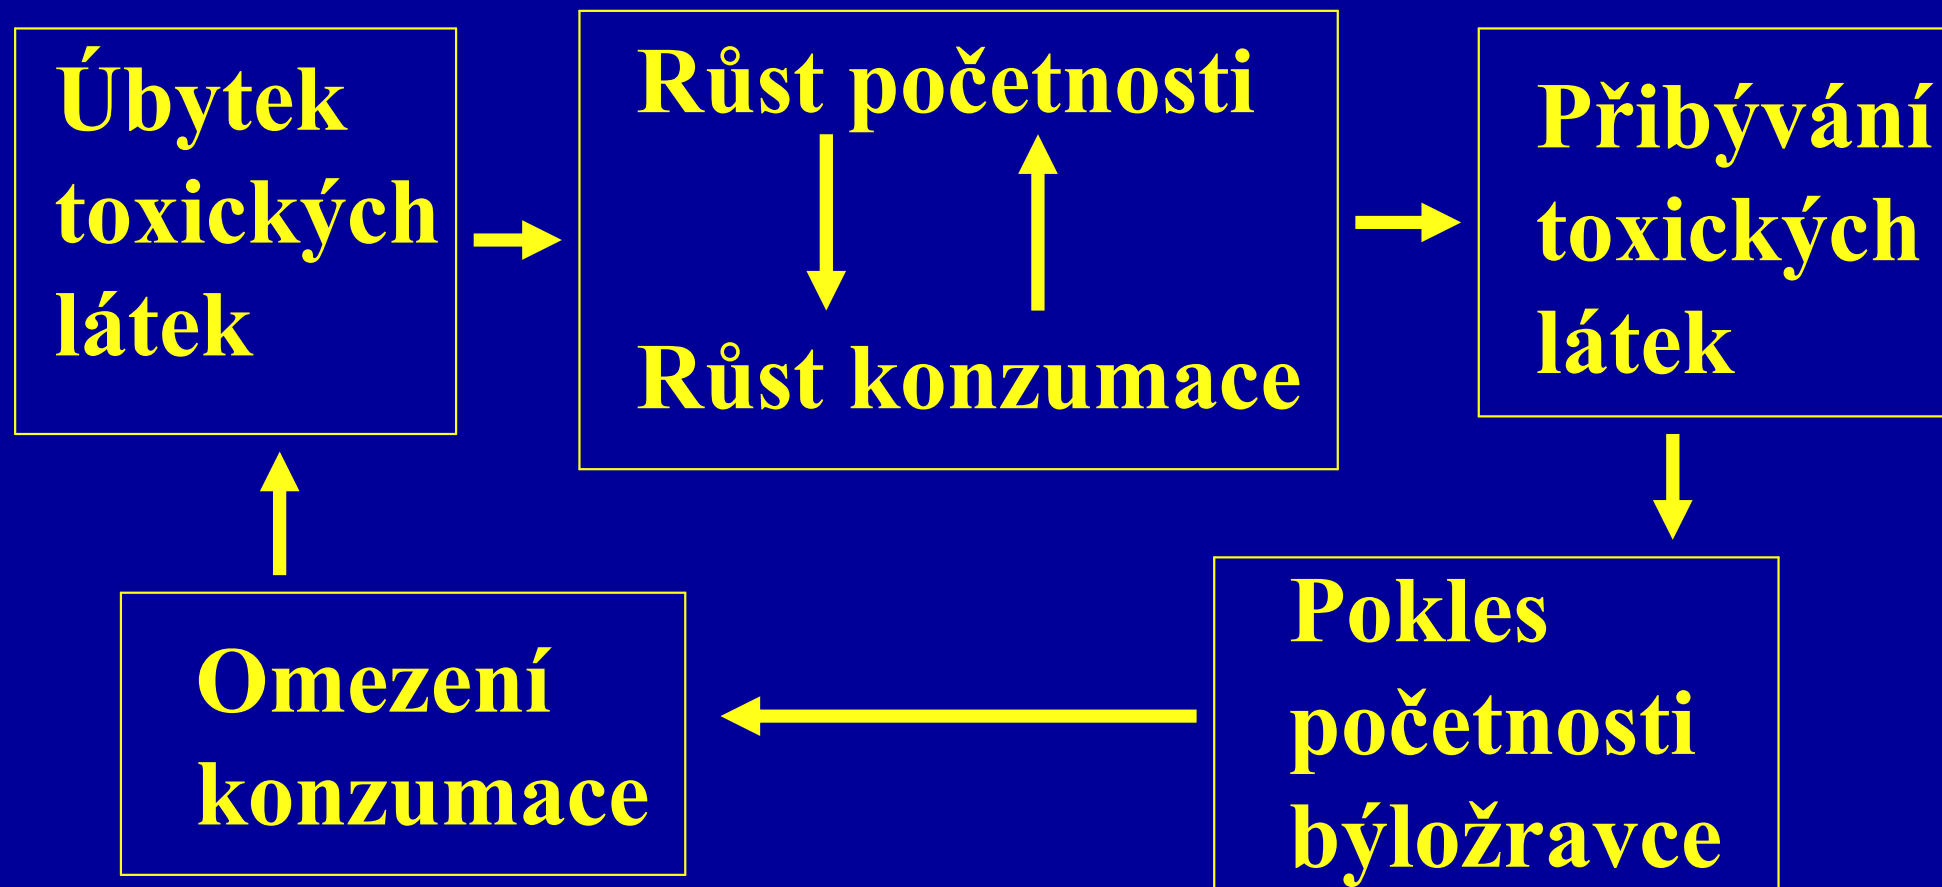 Úbytek
toxických
látek
Růst početnosti
Růst konzumace
Přibývání
toxických
látek
Omezení
konzumace
Pokles
početnosti
býložravce